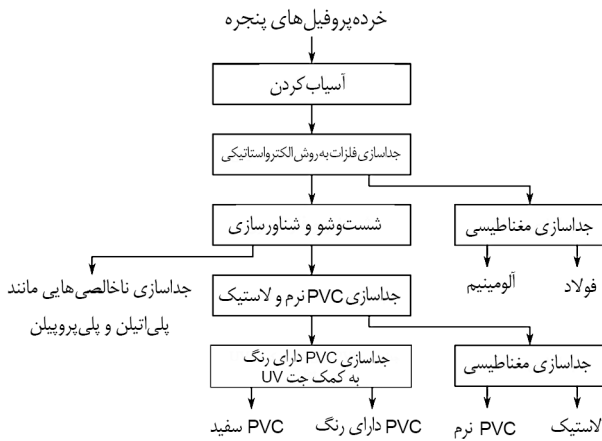 خرده‌پروفیل‌های پنجره
آسیاب‌کردن
جداسازی فلزات به روش الکترواستاتیکی
جداسازی مغناطیسی
شست‌وشو و شناورسازی
فولاد
آلومینیم
جداسازی ناخالصی‌هایی مانند
پلی‌اتیلن و پلی‌پروپیلن
جداسازی PVC نرم و لاستیک
جداسازی مغناطیسی
جداسازی PVC دارای رنگ
به کمک جت UV
لاستیک
PVC نرم
PVC دارای رنگ
PVC سفید